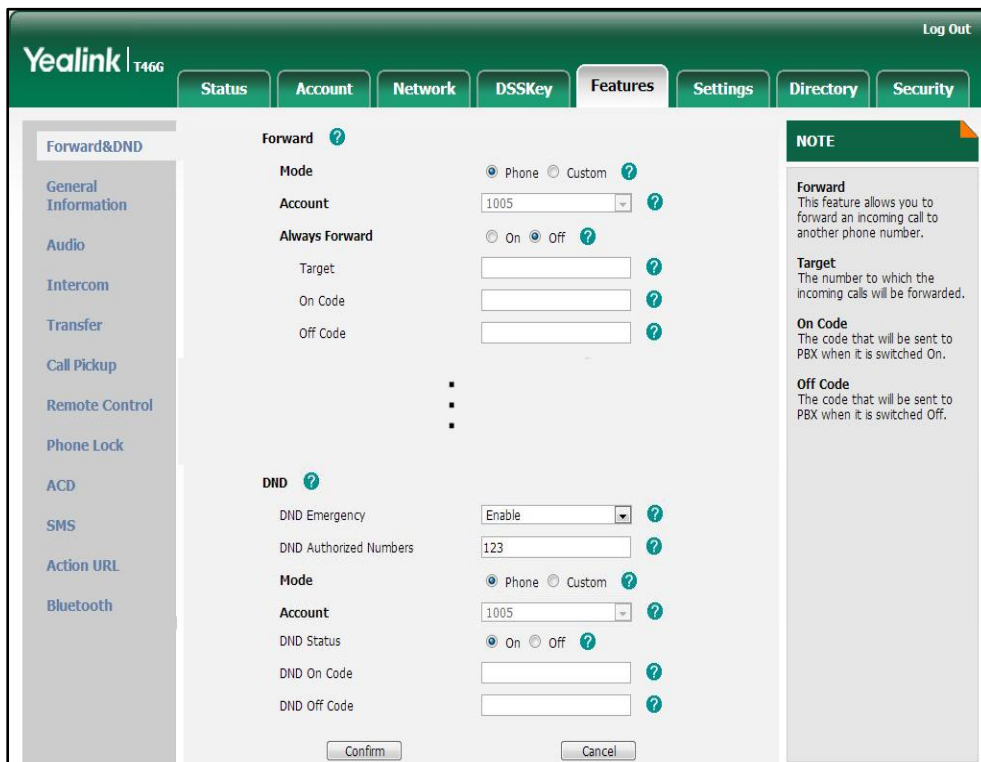 Log Out
Yealink T46G
Status Account Network DSSKey Features Settings Directory Security
Forward&DND
General
Information
Audio
Intercom
Transfer
Call Pickup
Remote Control
Phone Lock
ACD
SMS
Action URL
Bluetooth
Forward ?
Mode Phone Custom ?
Account 1005 ?
Always Forward On Off ?
Target ?
On Code ?
Off Code ?
DND ?
DND Emergency Enable ?
DND Authorized Numbers 123 ?
Mode Phone Custom ?
Account 1005 ?
DND Status On Off ?
DND On Code ?
DND Off Code ?
Confirm Cancel
NOTE
Forward
This feature allows you to
forward an incoming call to
another phone number.
Target
The number to which the
incoming calls will be forwarded.
On Code
The code that will be sent to
PBX when it is switched On.
Off Code
The code that will be sent to
PBX when it is switched Off.